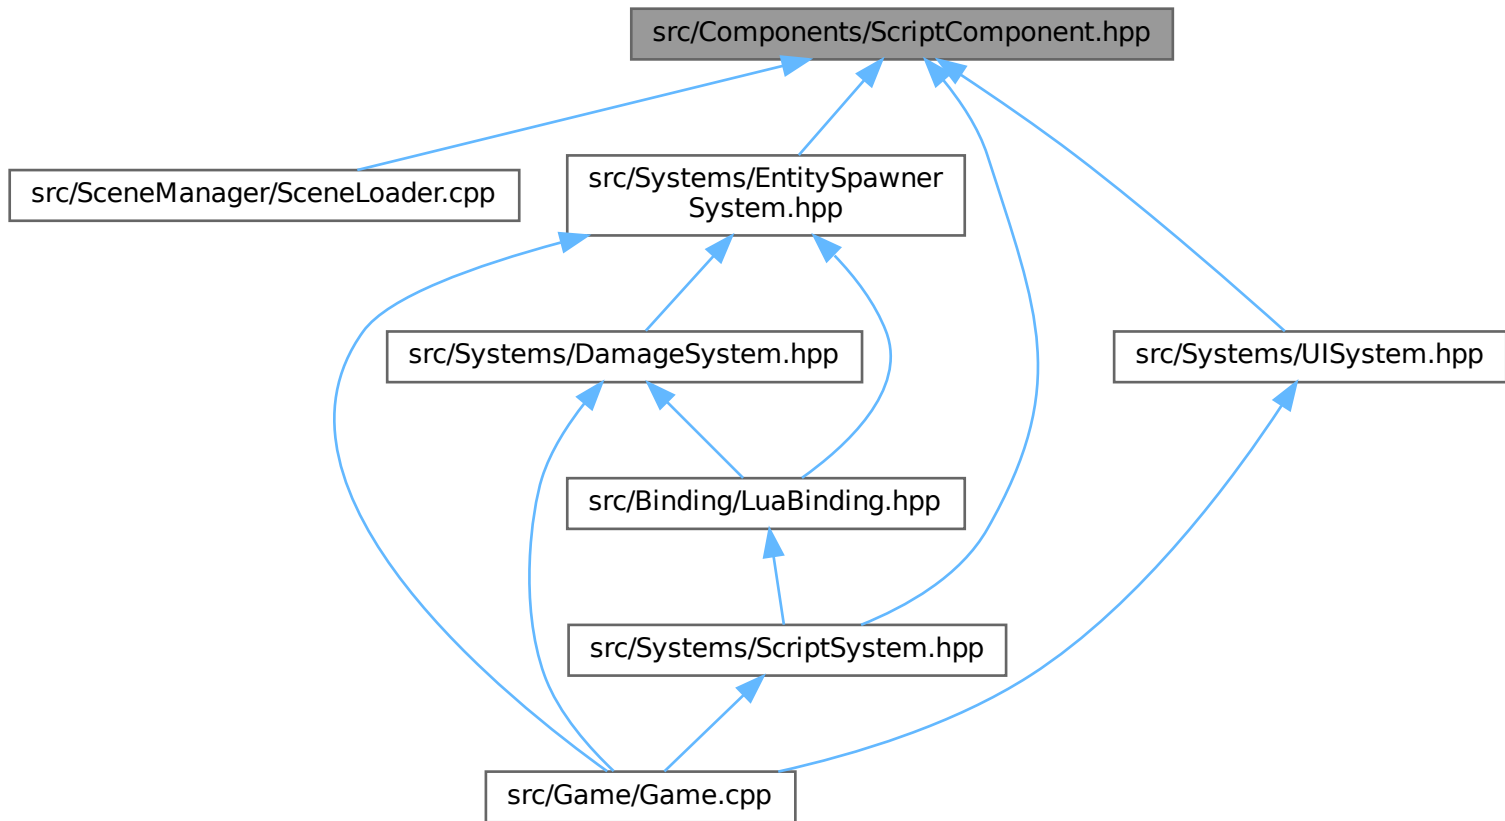 src/Components/ScriptComponent.hpp
src/SceneManager/SceneLoader.cpp
src/Systems/EntitySpawner
System.hpp
src/Systems/DamageSystem.hpp
src/Systems/UISystem.hpp
src/Binding/LuaBinding.hpp
src/Systems/ScriptSystem.hpp
src/Game/Game.cpp